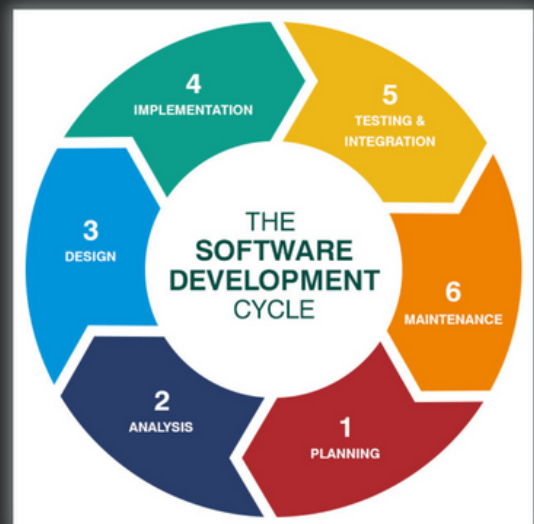 THE
SOFTWARE
DEVELOPMENT
CYCLE
1
PLANNING
2
ANALYSIS
3
DESIGN
4
IMPLEMENTATION
5
TESTING &
INTEGRATION
6
MAINTENANCE